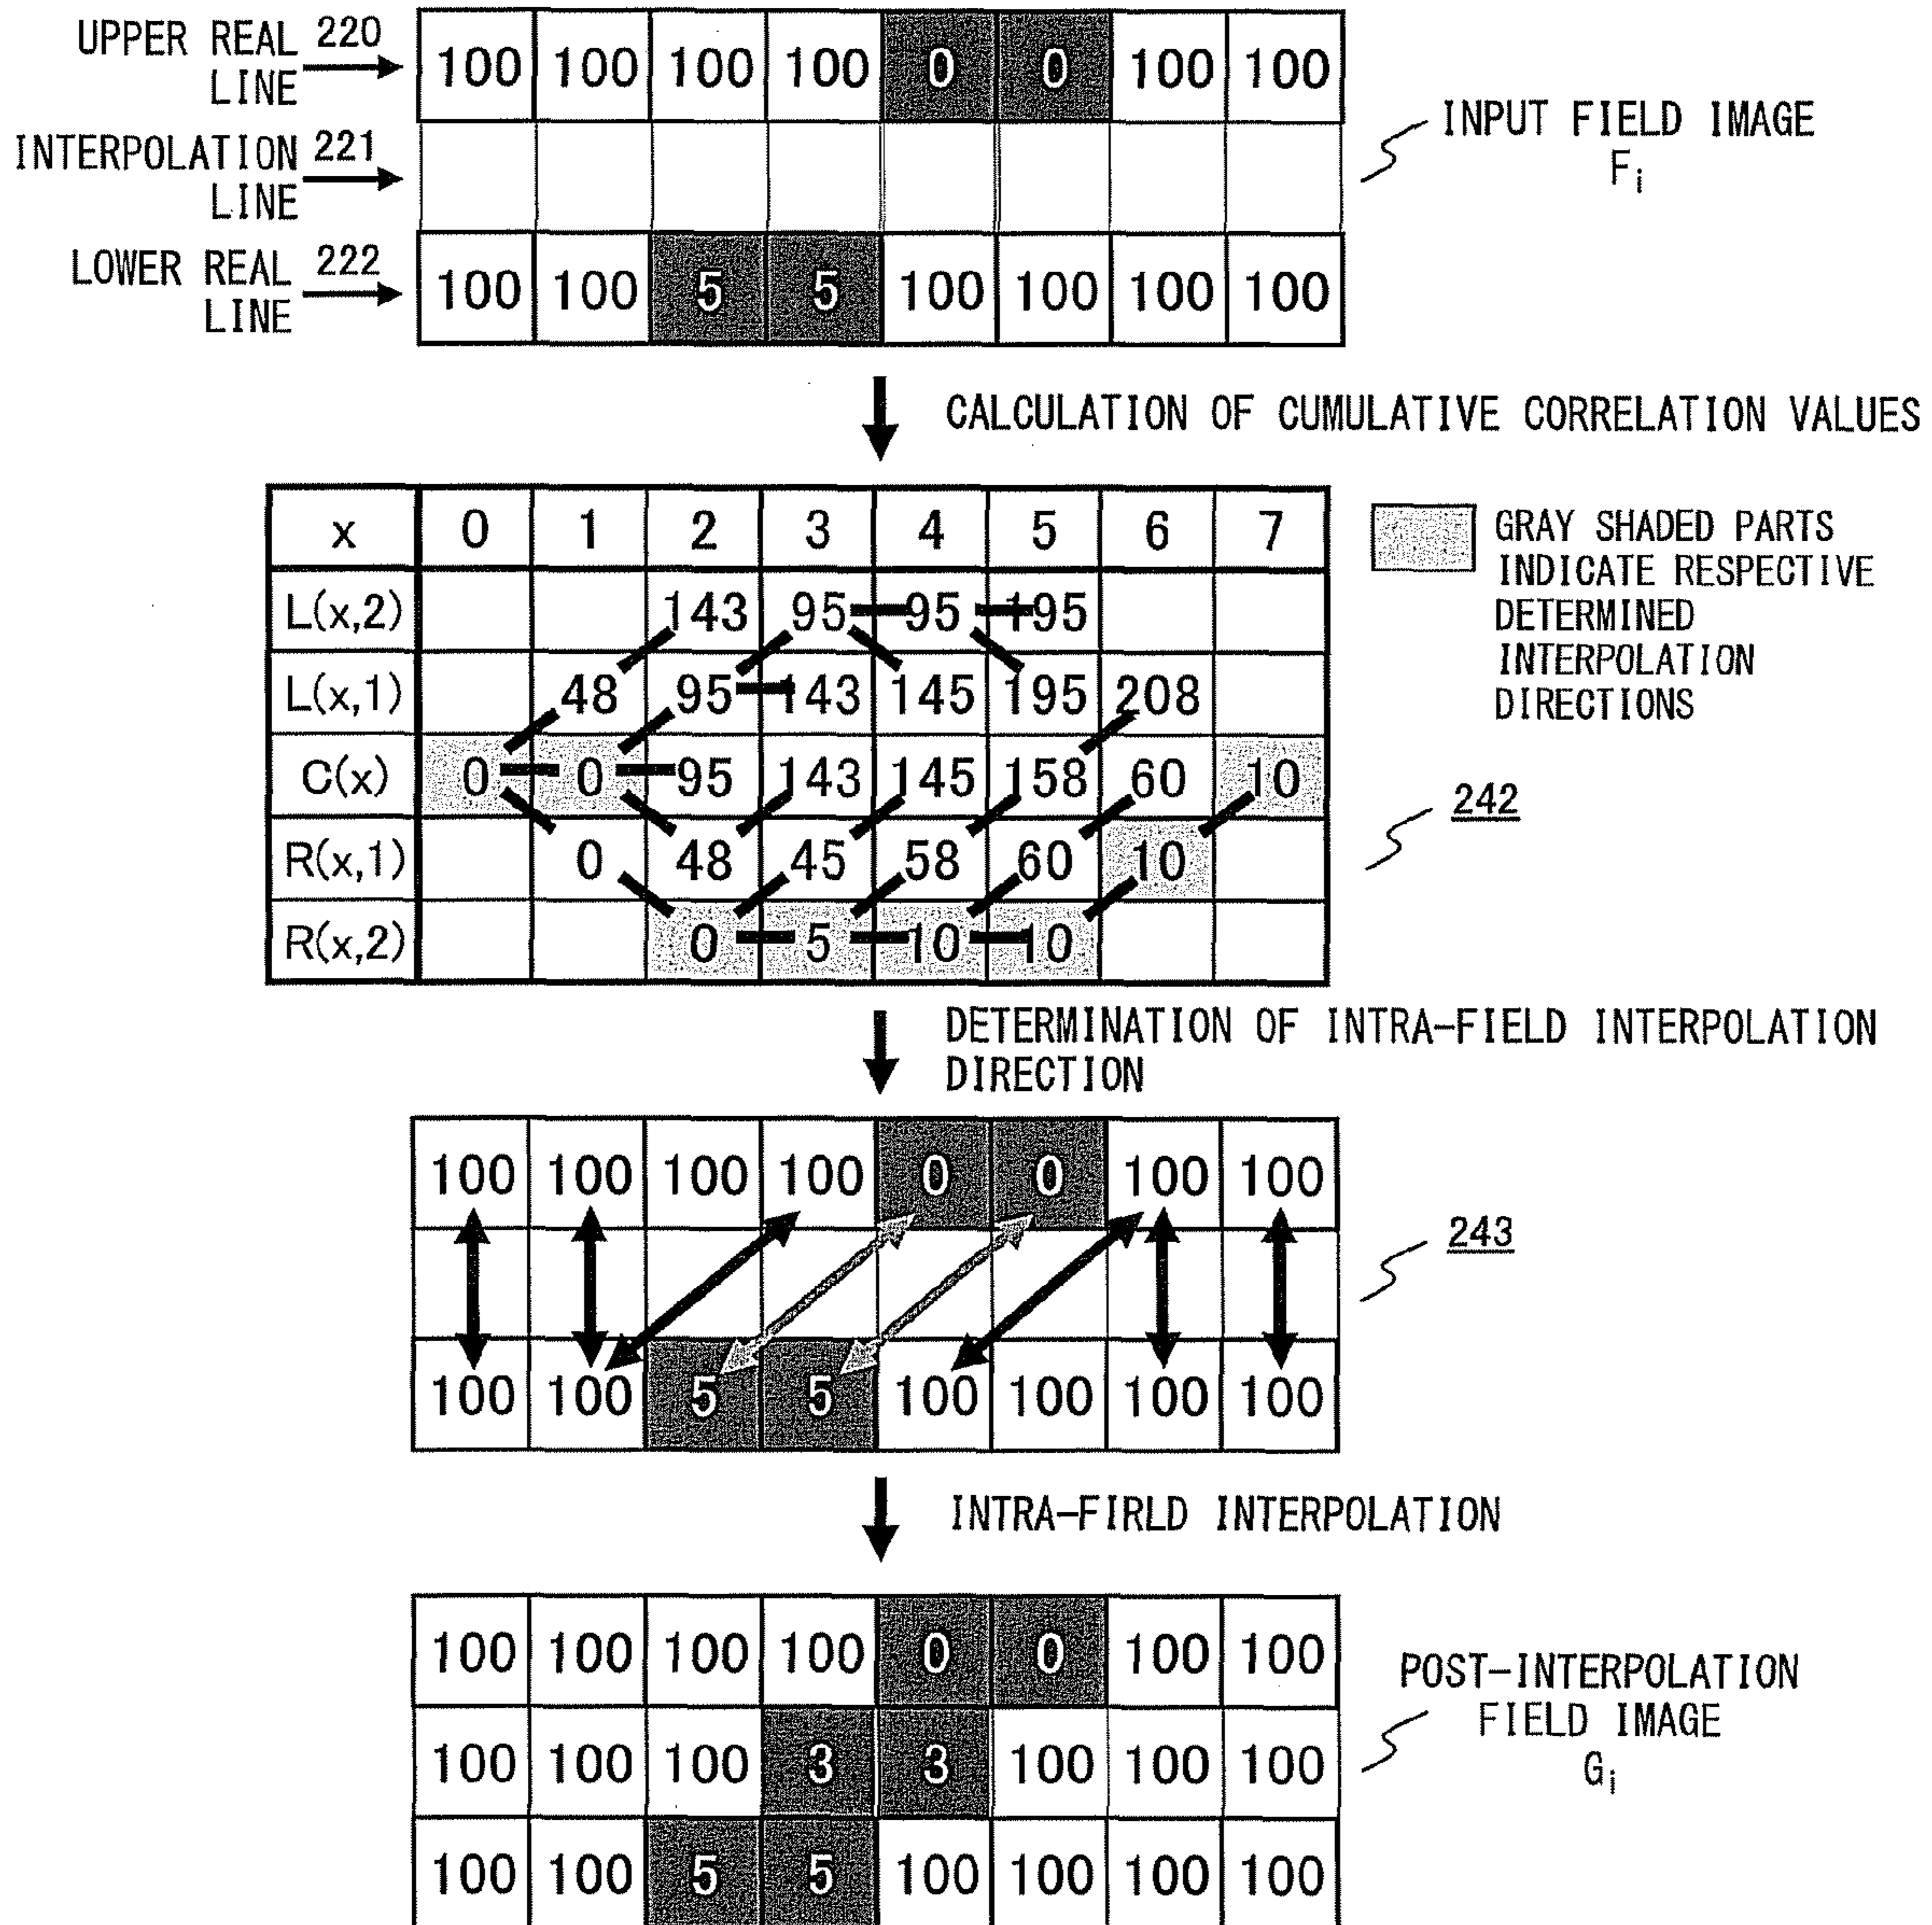 UPPER REAL 220
LINE
100 100 100 100 0 0 100 100
INTERPOLATION 221
LINE
INPUT FIELD IMAGE
Fi
LOWER REAL 222
LINE
100 100 5 5 100 100 100 100
CALCULATION OF CUMULATIVE CORRELATION VALUES
x 0 1 2 3 4 5 6 7
L(x,2) 143 95 95 195
L(x,1) 48 95 143 145 195 208
C(x) 0 0 95 143 145 158 60 10
R(x,1) 0 48 45 58 60 10
R(x,2) 0 5 10 10
GRAY SHADED PARTS
INDICATE RESPECTIVE
DETERMINED
INTERPOLATION
DIRECTIONS
242
DETERMINATION OF INTRA-FIELD INTERPOLATION
DIRECTION
100 100 100 100 0 0 100 100
243
100 100 5 5 100 100 100 100
INTRA-FIRLD INTERPOLATION
100 100 100 100 0 0 100 100
100 100 100 3 3 100 100 100
100 100 5 5 100 100 100 100
POST-INTERPOLATION
FIELD IMAGE
Gi